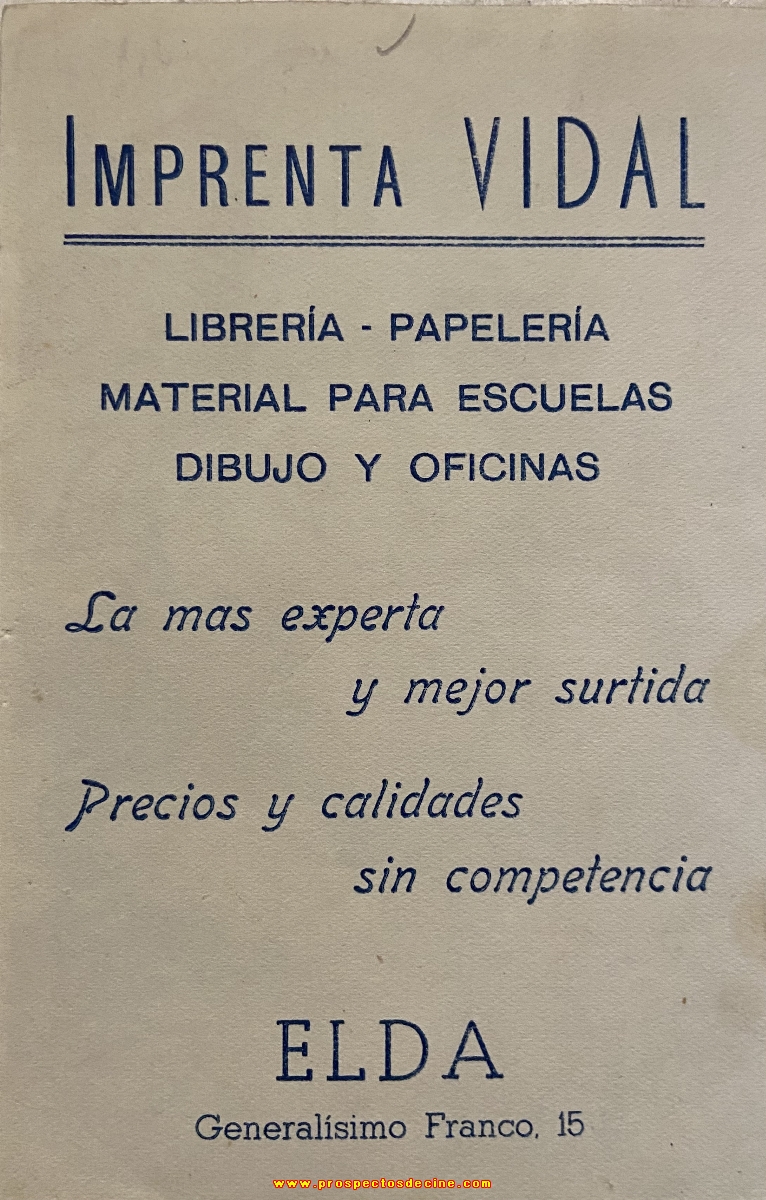 IMPRENTA VIDAL
LIBRERÍA - PAPELERÍA
MATERIAL PARA ESCUELAS
DIBUJO Y OFICINAS
La mas experta
y mejor surtida
Precios y calidades
sin competencia
ELDA
Generalísimo Franco, 15
www.prospectosdecine.com